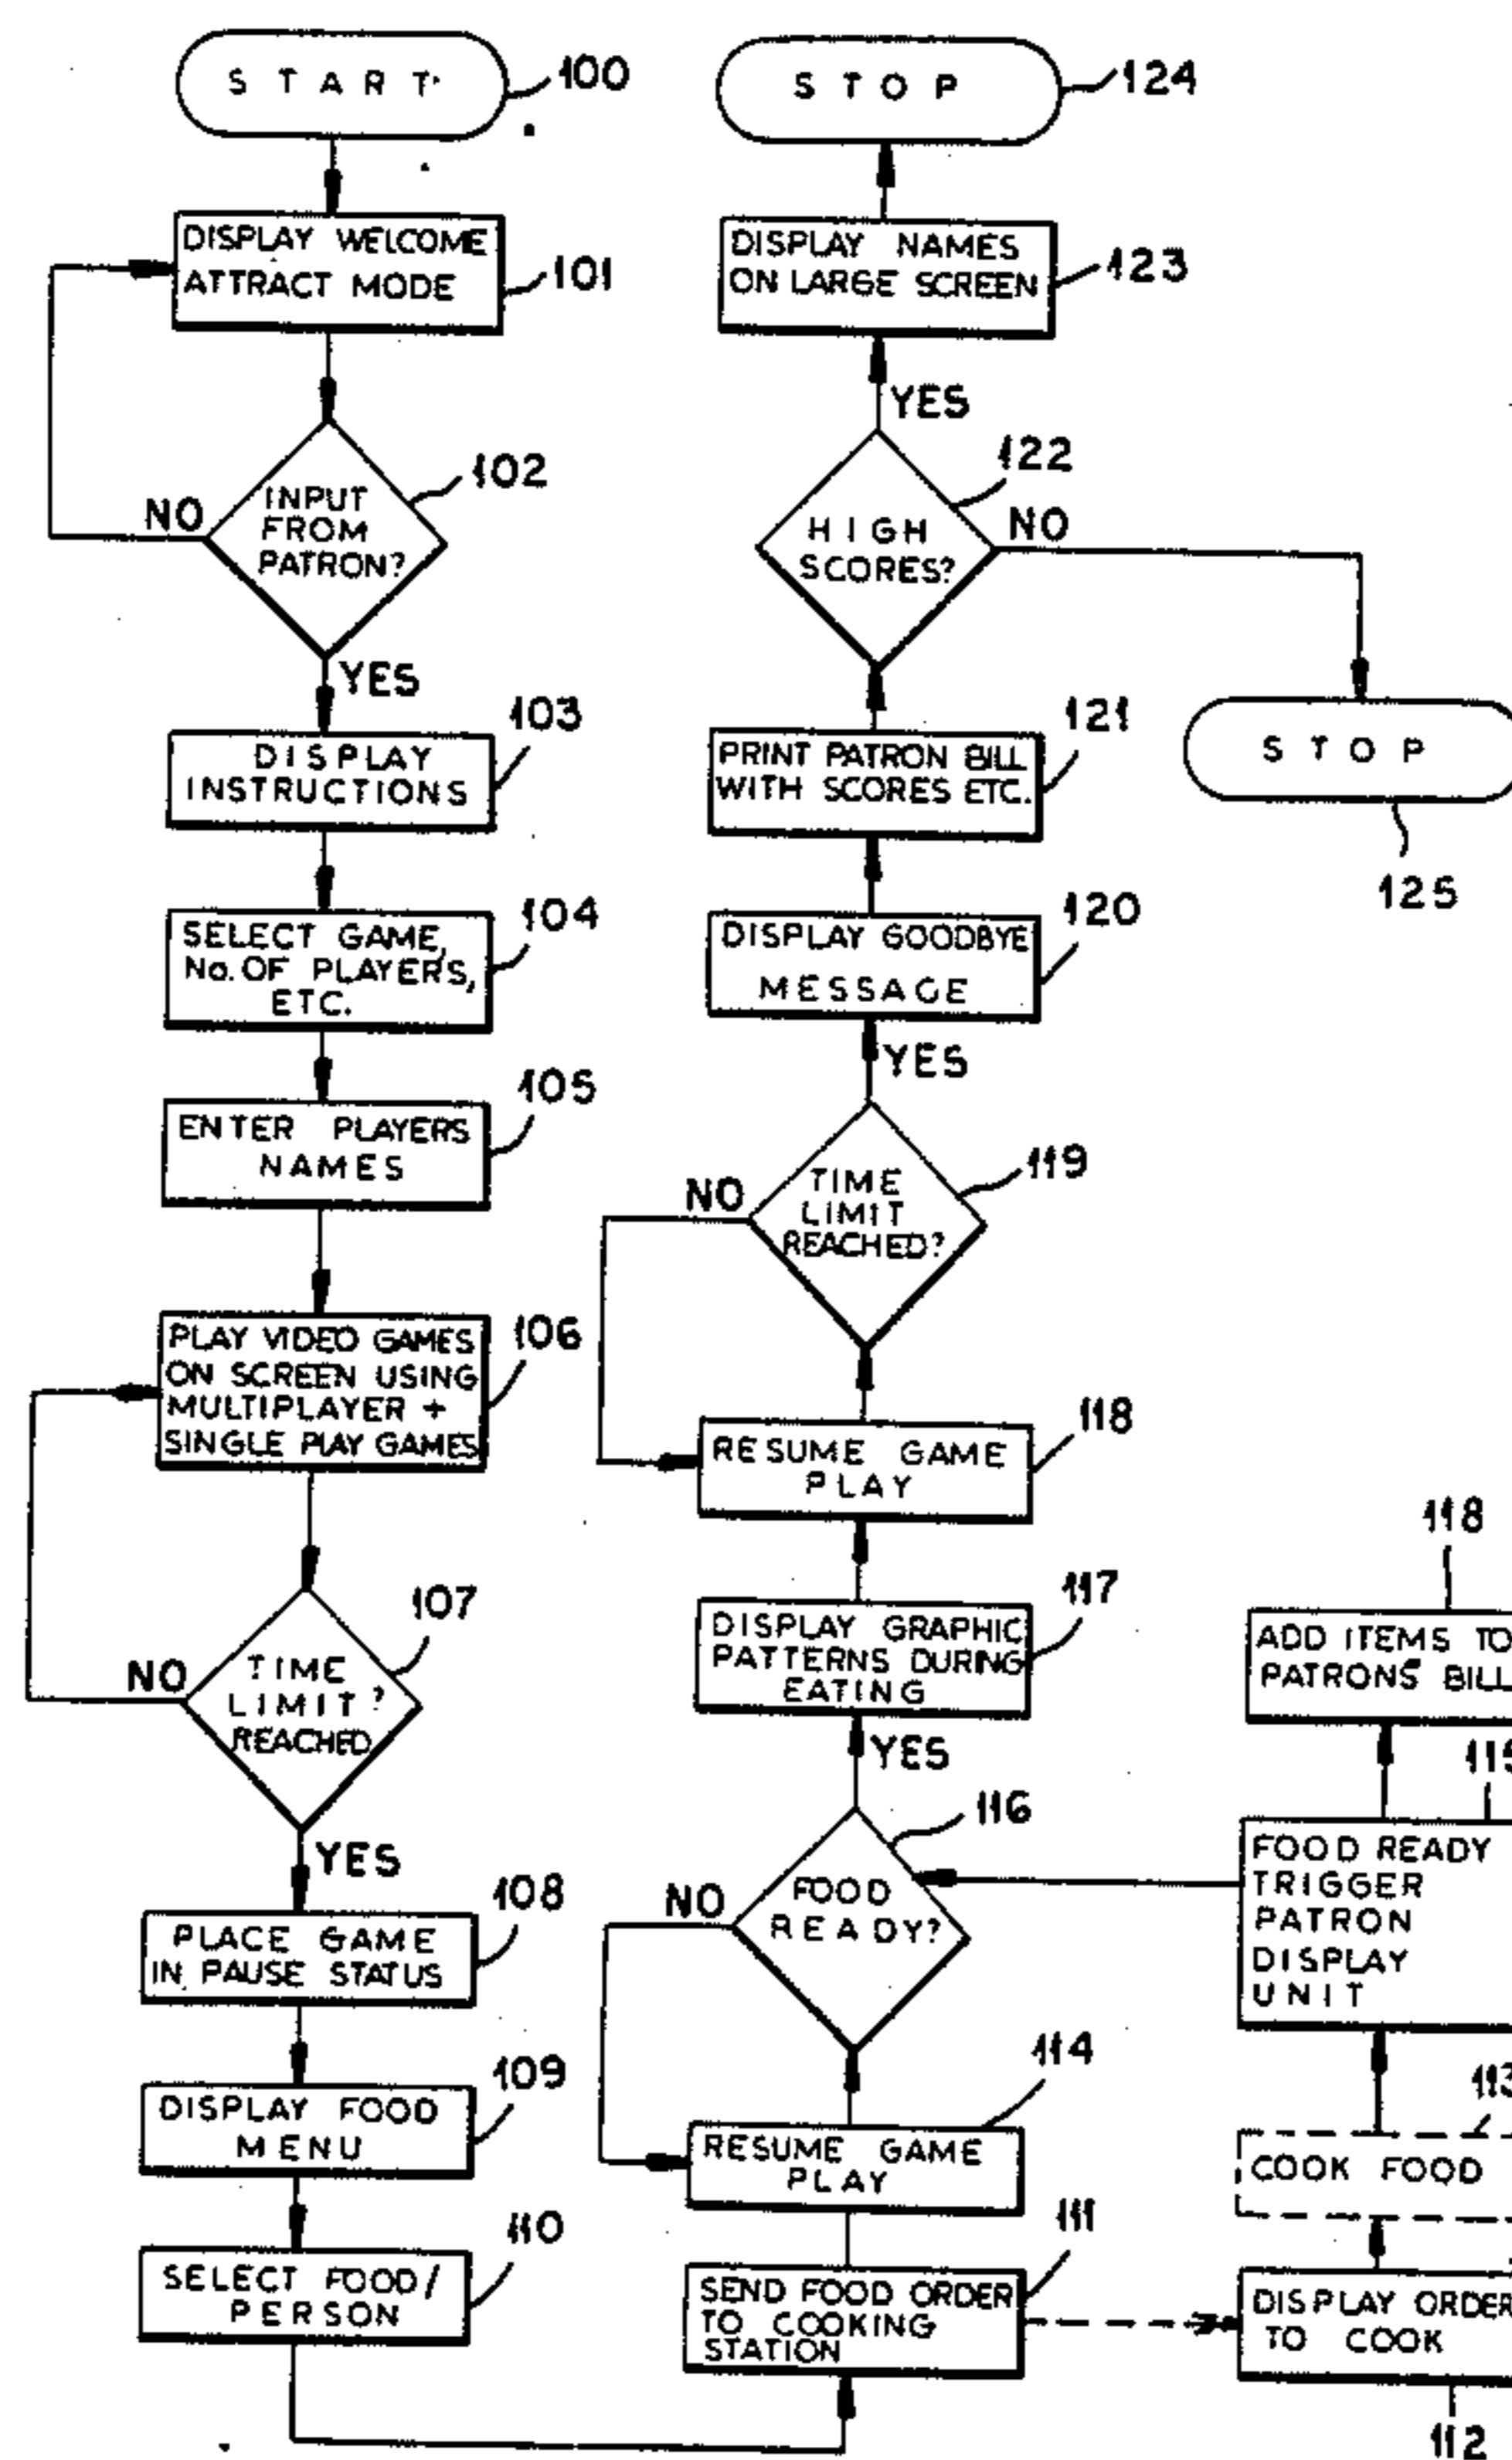 START
100
DISPLAY WELCOME
ATTRACT MODE
101
INPUT
FROM
PATRON?
102
NO
YES
DISPLAY
INSTRUCTIONS
103
SELECT GAME,
No. OF PLAYERS,
ETC.
104
ENTER PLAYERS
NAMES
105
PLAY VIDEO GAMES
ON SCREEN USING
MULTIPLAYER +
SINGLE PLAY GAMES
106
TIME
LIMIT?
REACHED
107
NO
YES
PLACE GAME
IN PAUSE STATUS
108
DISPLAY FOOD
MENU
109
SELECT FOOD/
PERSON
110
STOP
124
DISPLAY NAMES
ON LARGE SCREEN
123
YES
HIGH
SCORES?
122
NO
STOP
125
PRINT PATRON BILL
WITH SCORES ETC.
121
DISPLAY GOODBYE
MESSAGE
120
YES
TIME
LIMIT
REACHED?
119
NO
RESUME GAME
PLAY
118
DISPLAY GRAPHIC
PATTERNS DURING
EATING
117
YES
FOOD
READY?
116
NO
RESUME GAME
PLAY
114
SEND FOOD ORDER
TO COOKING
STATION
111
118
ADD ITEMS TO
PATRONS' BILL
115
FOOD READY
TRIGGER
PATRON
DISPLAY
UNIT
113
COOK FOOD
DISPLAY ORDER
TO COOK
112